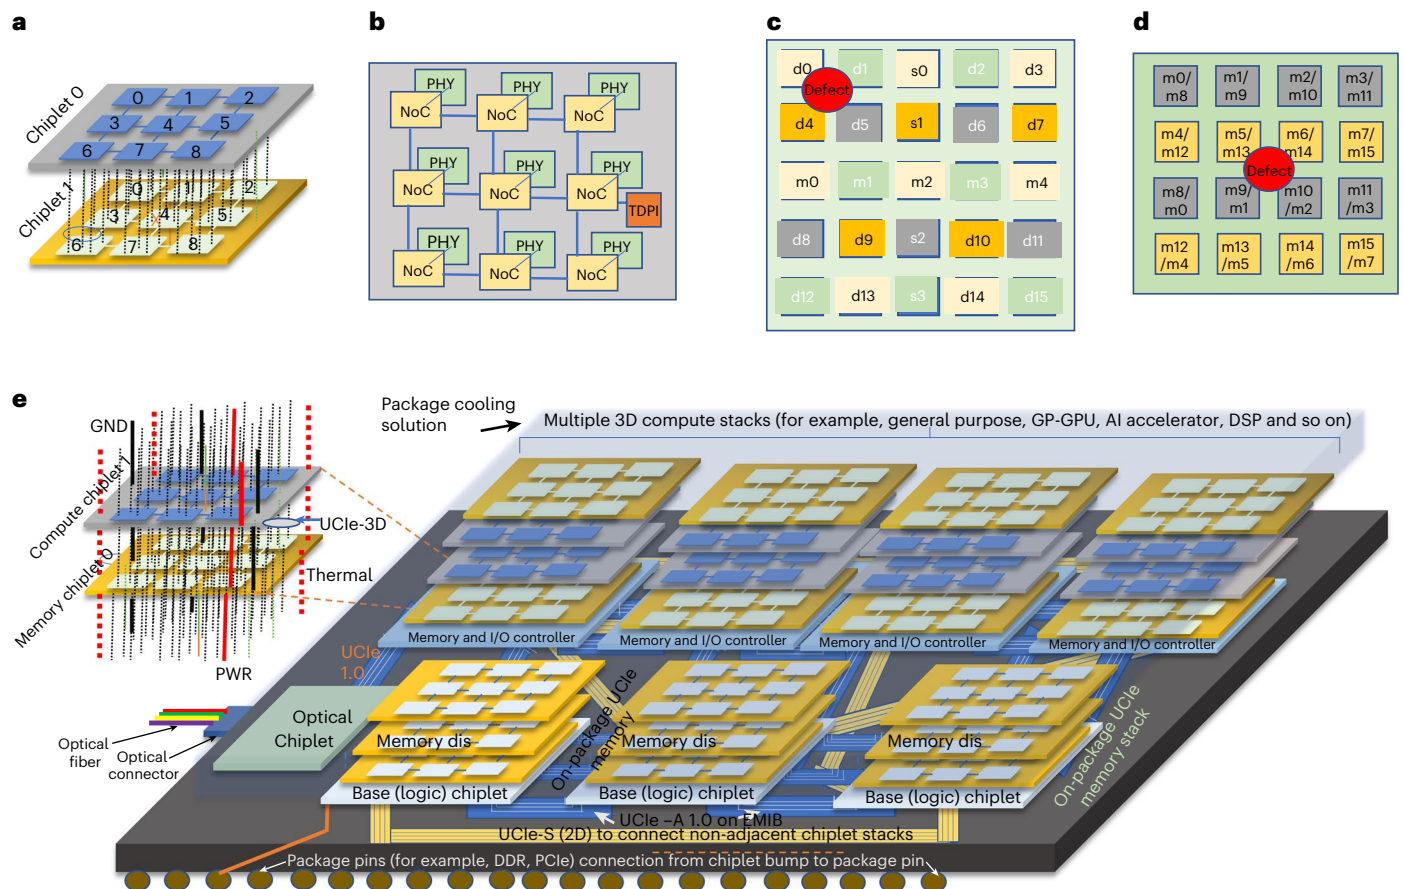 a
Chiplet 0
0 1 2
3 4 5
6 7 8
Chiplet 1
0 1 2
3 x 4 5
6 7 8
b
PHY PHY PHY
NoC NoC NoC
PHY PHY PHY
NoC NoC NoC
TDPI
PHY PHY PHY
NoC NoC NoC
c
d0 d1 s0 d2 d3
Defect
d4 d5 s1 d6 d7
m0 m1 m2 m3 m4
d8 d9 s2 d10 d11
d12 d13 s3 d14 d15
d
m0/ m1/ m2/ m3/
m8 m9 m10 m11
m4/ m5/ m6/ m7/
m12 m13 m14 m15
Defect
m8/ m9/ m10 m11
m0 m1 /m2 /m3
m12 m13 m14 m15
/m4 /m5 /m6 /m7
e
GND
Compute chiplet 1
UCIe-3D
Memory chiplet 0
Thermal
PWR
Package cooling
solution
Multiple 3D compute stacks (for example, general purpose, GP-GPU, AI accelerator, DSP and so on)
Memory and I/O controller
Memory and I/O controller
Memory and I/O controller
Memory and I/O controller
UCIe
1.0
Optical
Chiplet
Optical
fiber
Optical
connector
Memory dis
Base (logic) chiplet
On-package UCIe
memory
Memory dis
Base (logic) chiplet
Memory dis
Base (logic) chiplet
On-package UCIe
memory stack
UCIe –A 1.0 on EMIB
UCIe-S (2D) to connect non-adjacent chiplet stacks
Package pins (for example, DDR, PCIe) connection from chiplet bump to package pin